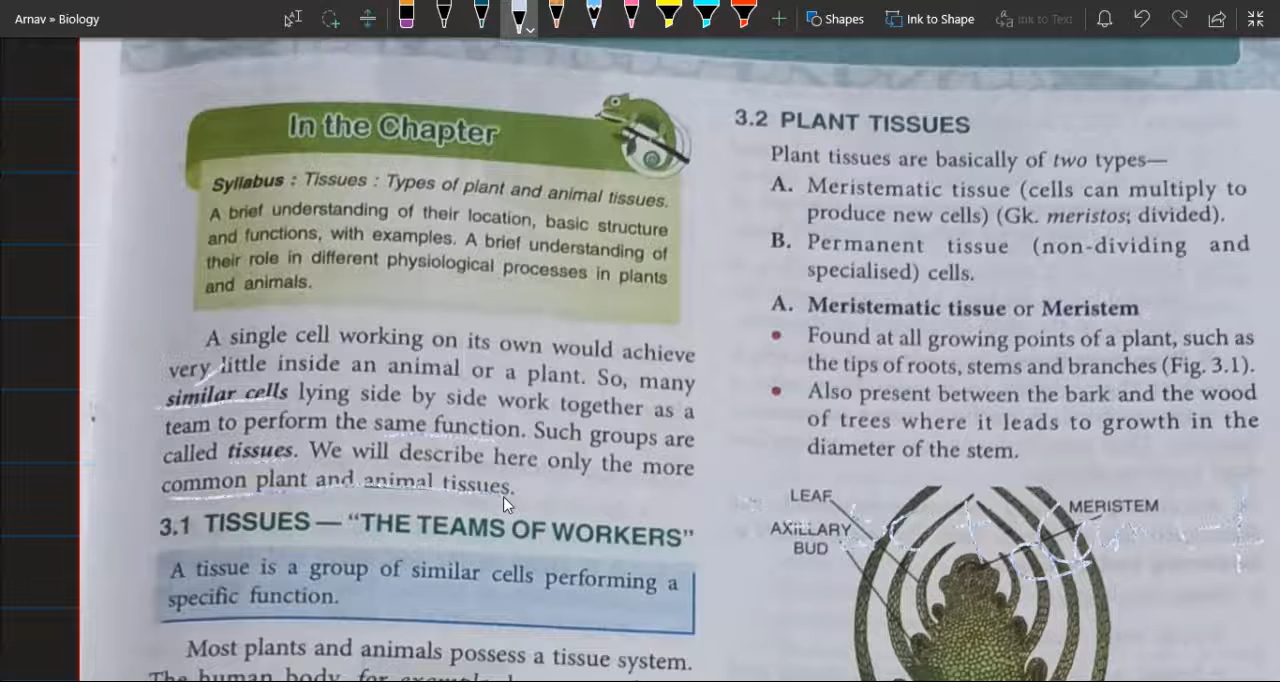 Arnav » Biology
Shapes
Ink to Shape
Ink to Text
In the Chapter
Syllabus : Tissues : Types of plant and animal tissues.
A brief understanding of their location, basic structure
and functions, with examples. A brief understanding of
their role in different physiological processes in plants
and animals.
A single cell working on its own would achieve
very little inside an animal or a plant. So, many
similar cells lying side by side work together as a
team to perform the same function. Such groups are
called tissues. We will describe here only the more
common plant and animal tissues.
3.1 TISSUES — “THE TEAMS OF WORKERS”
A tissue is a group of similar cells performing a
specific function.
Most plants and animals possess a tissue system.
The human body, for example
3.2 PLANT TISSUES
Plant tissues are basically of two types—
A. Meristematic tissue (cells can multiply to
produce new cells) (Gk. meristos; divided).
B. Permanent tissue (non-dividing and
specialised) cells.
A. Meristematic tissue or Meristem
• Found at all growing points of a plant, such as
the tips of roots, stems and branches (Fig. 3.1).
• Also present between the bark and the wood
of trees where it leads to growth in the
diameter of the stem.
LEAF
MERISTEM
AXILLARY
BUD